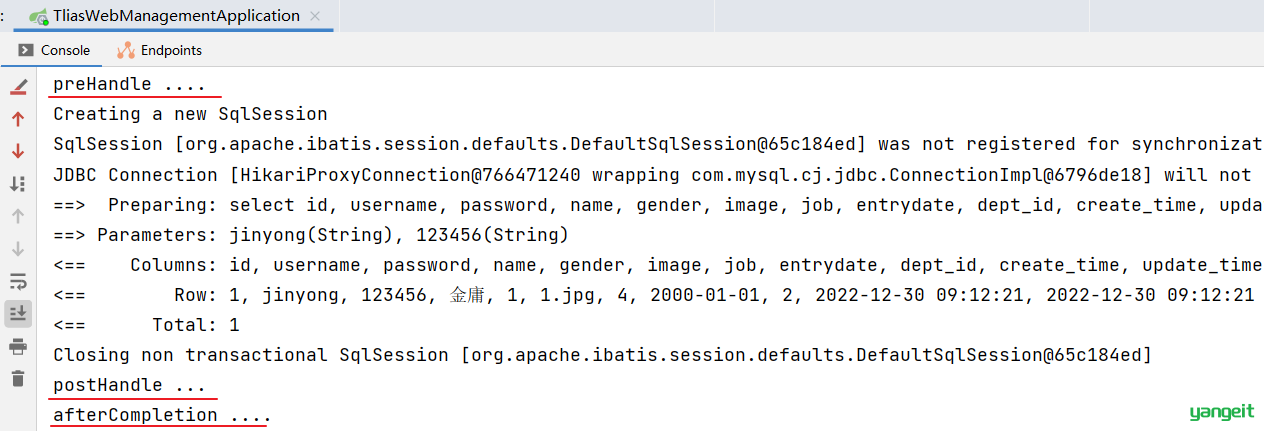 : TliasWebManagementApplication ×
Console Endpoints
preHandle ....
Creating a new SqlSession
SqlSession [org.apache.ibatis.session.defaults.DefaultSqlSession@65c184ed] was not registered for synchronizat
JDBC Connection [HikariProxyConnection@766471240 wrapping com.mysql.cj.jdbc.ConnectionImpl@6796de18] will not
==>  Preparing: select id, username, password, name, gender, image, job, entrydate, dept_id, create_time, upda
==> Parameters: jinyong(String), 123456(String)
<==    Columns: id, username, password, name, gender, image, job, entrydate, dept_id, create_time, update_time
<==        Row: 1, jinyong, 123456, 金庸, 1, 1.jpg, 4, 2000-01-01, 2, 2022-12-30 09:12:21, 2022-12-30 09:12:21
<==      Total: 1
Closing non transactional SqlSession [org.apache.ibatis.session.defaults.DefaultSqlSession@65c184ed]
postHandle ...
afterCompletion ....
yangeit